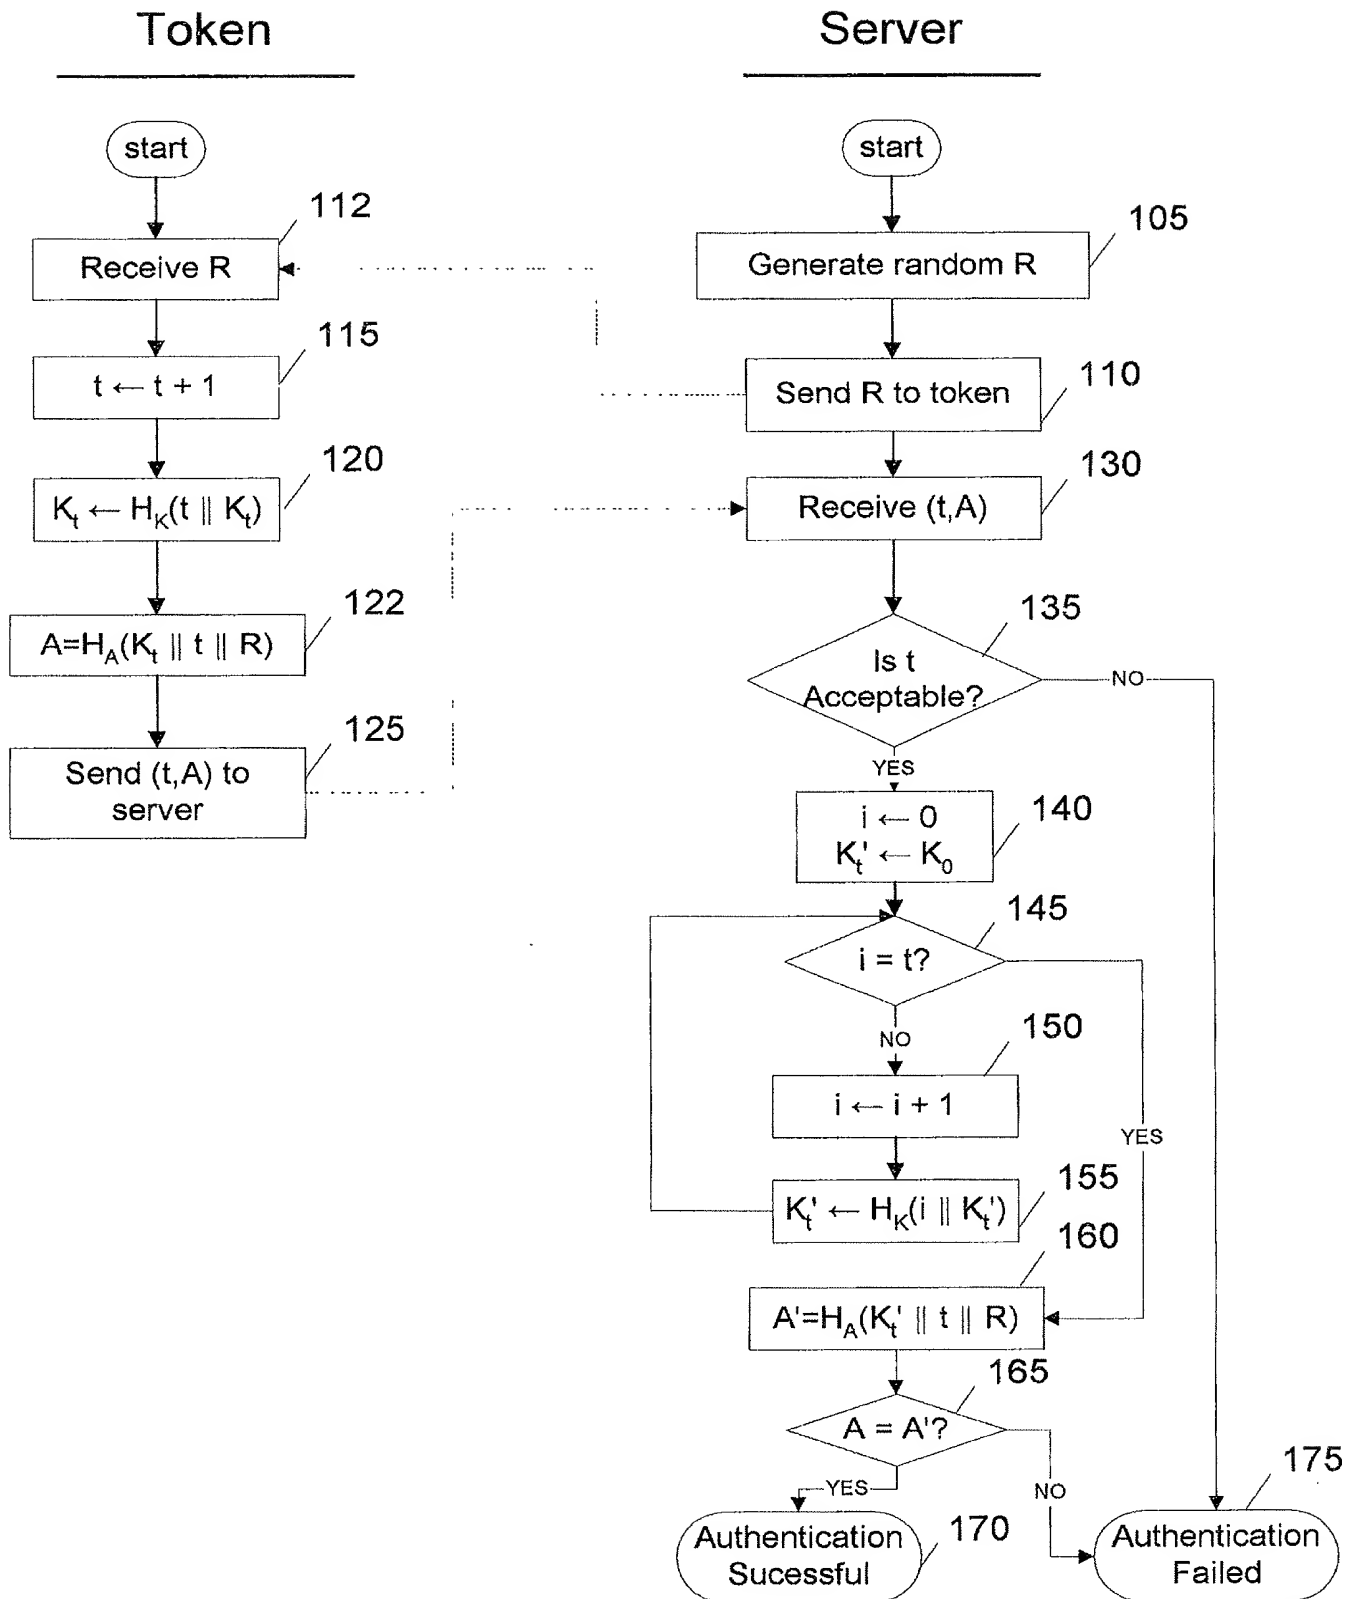 Token
start
112
Receive R
115
t ← t + 1
120
Kt ← HK(t || Kt)
122
A=HA(Kt || t || R)
125
Send (t,A) to
server
Server
start
105
Generate random R
110
Send R to token
130
Receive (t,A)
135
Is t
Acceptable?
NO
YES
140
i ← 0
Kt' ← K0
145
i = t?
NO
YES
150
i ← i + 1
155
Kt' ← HK(i || Kt')
160
A'=HA(Kt' || t || R)
165
A = A'?
YES
NO
170
Authentication
Sucessful
175
Authentication
Failed